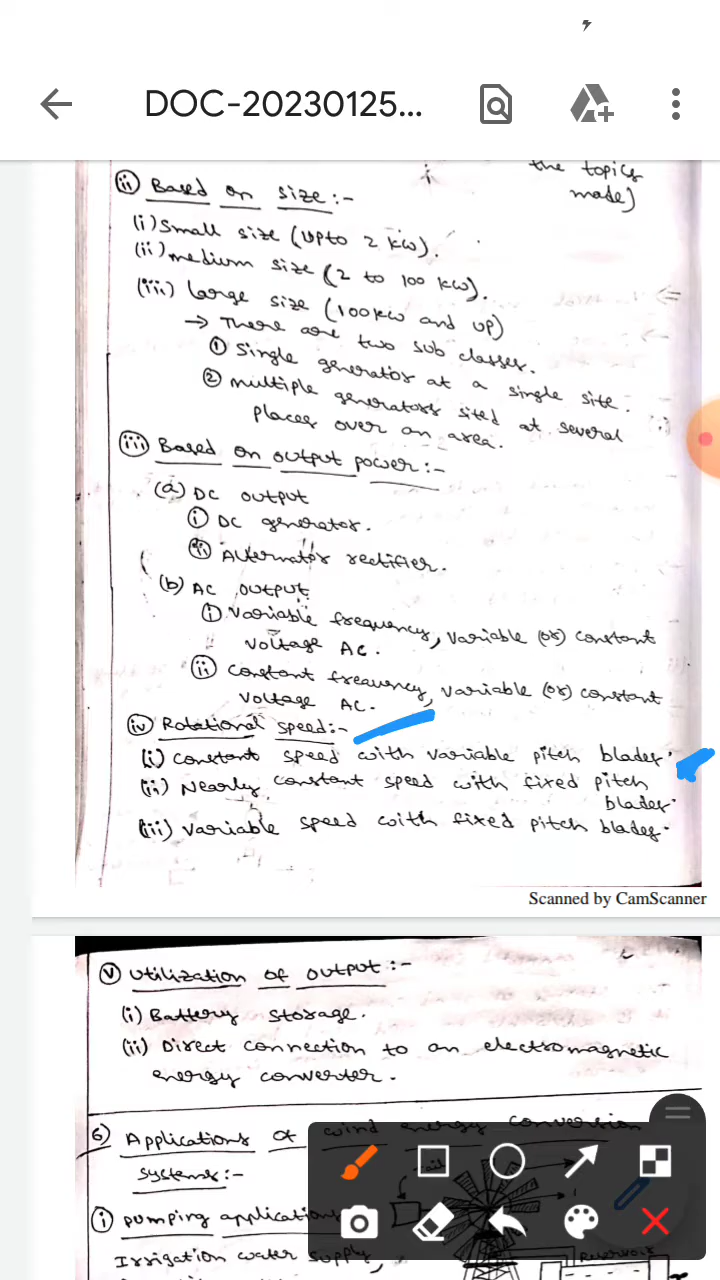 DOC-20230125...
the topics
made)
(ii) Based on size:-
(i) Small size (upto 2 kw).
(ii) medium size (2 to 100 kw).
(iii) Large size (100kw and up)
→ There are two sub classes.
① Single generator at a single site.
② multiple generators sited at several
places over an area.
(iii) Based on output power:-
(a) DC output
(i) DC generator.
(ii) Alternator rectifier.
(b) AC output
(i) variable frequency, variable (or) constant
voltage AC.
(ii) constant frequency, variable (or) constant
voltage AC.
(iv) Rotational speed:-
(i) constant speed with variable pitch blades.
(ii) Nearly constant speed with fixed pitch
blades.
(iii) variable speed with fixed pitch blades.
Scanned by CamScanner
(v) Utilization of output:-
(i) Battery storage.
(ii) Direct connection to an electromagnetic
energy converter.
6) Applications of wind energy conversion
systems:-
(i) pumping application
Irrigation water supply,
Reservoir